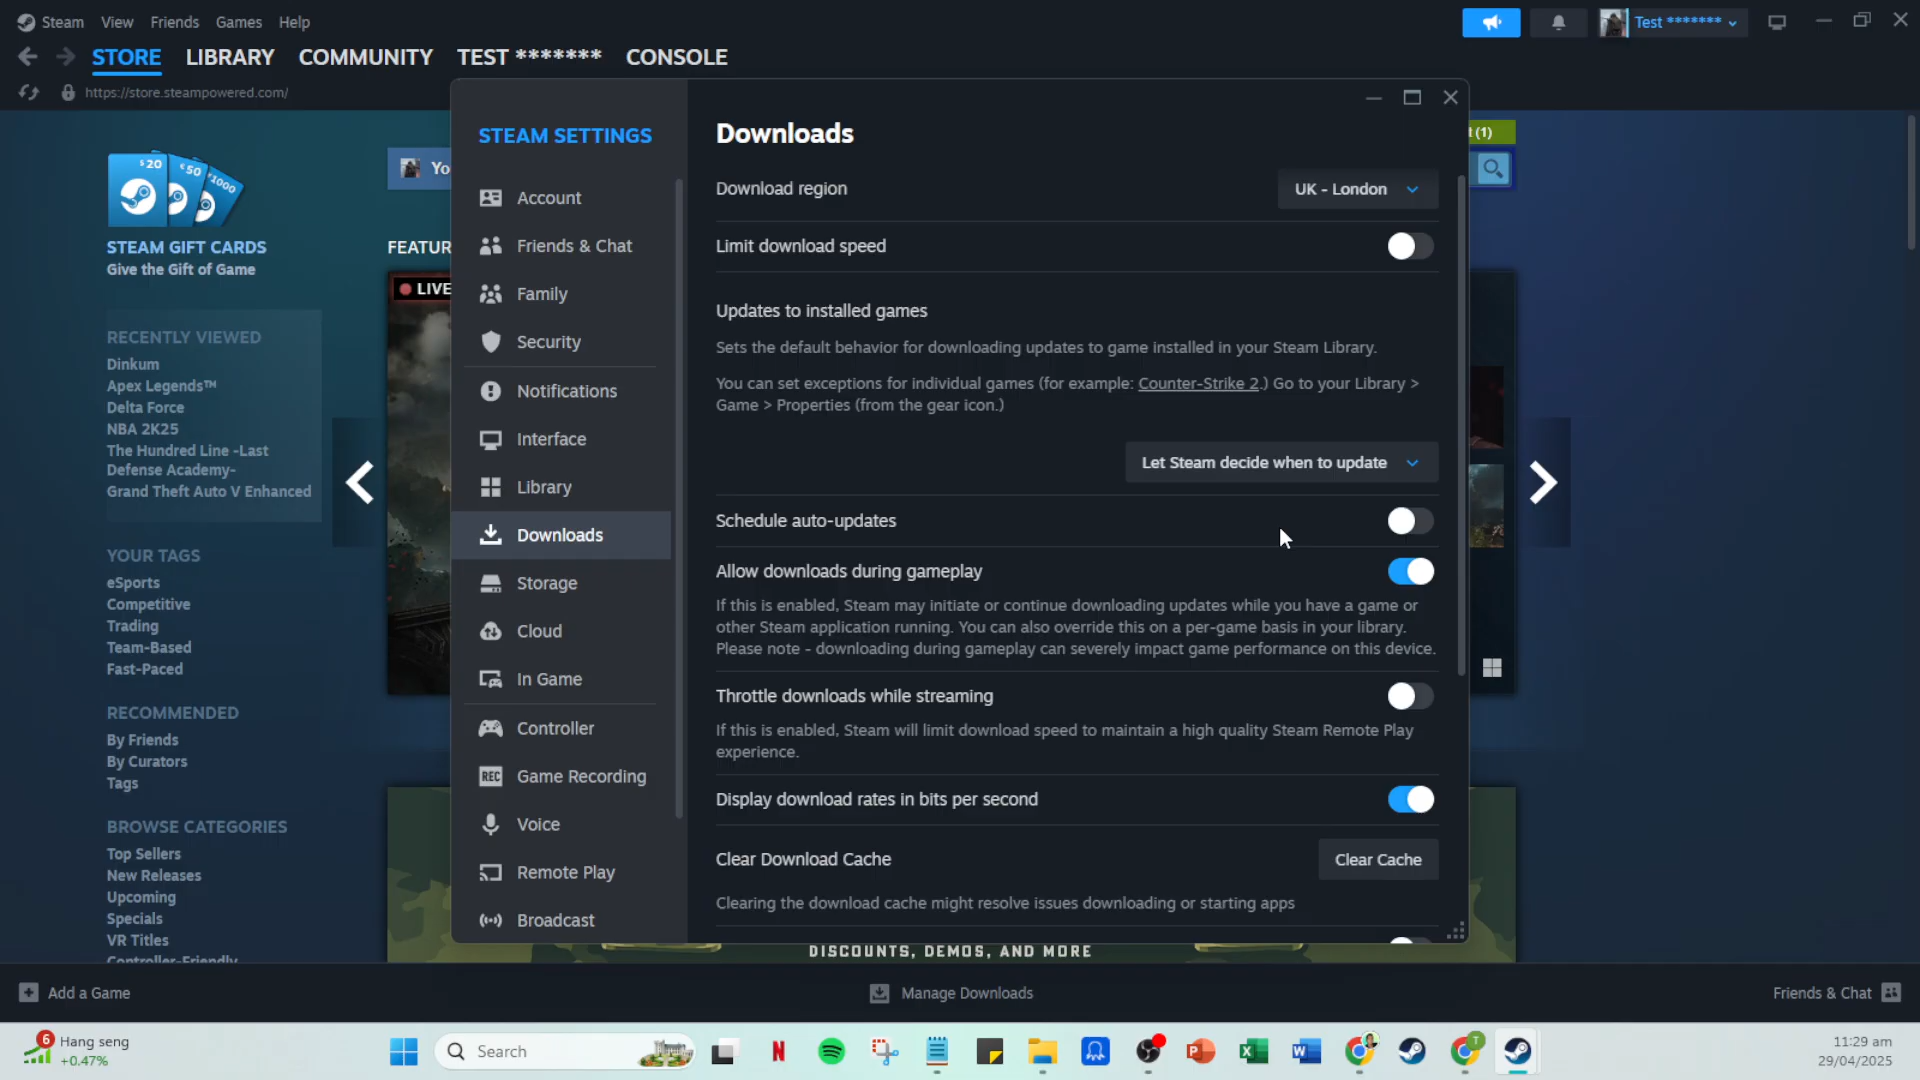 Steam View Friends Games Help
Test *******
STORE LIBRARY COMMUNITY TEST ******* CONSOLE
https://store.steampowered.com/
$20 €50 ¥1000
STEAM GIFT CARDS
Give the Gift of Game
RECENTLY VIEWED
Dinkum
Apex Legends™
Delta Force
NBA 2K25
The Hundred Line -Last
Defense Academy-
Grand Theft Auto V Enhanced
YOUR TAGS
eSports
Competitive
Trading
Team-Based
Fast-Paced
RECOMMENDED
By Friends
By Curators
Tags
BROWSE CATEGORIES
Top Sellers
New Releases
Upcoming
Specials
VR Titles
Controller-Friendly
Yo
FEATUR
LIVE
(1)
STEAM SETTINGS
Account
Friends & Chat
Family
Security
Notifications
Interface
Library
Downloads
Storage
Cloud
In Game
Controller
REC Game Recording
Voice
Remote Play
Broadcast
Downloads
Download region
UK - London
Limit download speed
Updates to installed games
Sets the default behavior for downloading updates to game installed in your Steam Library.
You can set exceptions for individual games (for example: Counter-Strike 2.) Go to your Library >
Game > Properties (from the gear icon.)
Let Steam decide when to update
Schedule auto-updates
Allow downloads during gameplay
If this is enabled, Steam may initiate or continue downloading updates while you have a game or
other Steam application running. You can also override this on a per-game basis in your library.
Please note - downloading during gameplay can severely impact game performance on this device.
Throttle downloads while streaming
If this is enabled, Steam will limit download speed to maintain a high quality Steam Remote Play
experience.
Display download rates in bits per second
Clear Download Cache
Clear Cache
Clearing the download cache might resolve issues downloading or starting apps
DISCOUNTS, DEMOS, AND MORE
Add a Game
Manage Downloads
Friends & Chat
6
Hang seng
+0.47%
Search
N
P
X
W
T
11:29 am
29/04/2025